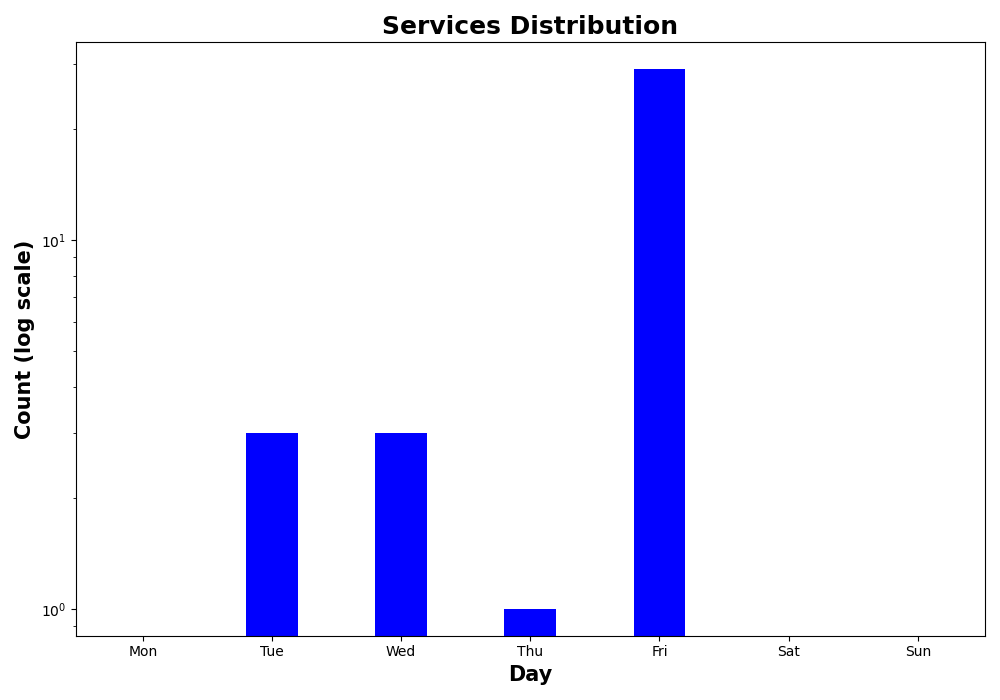 Services Distribution
Count (log scale)
10¹
10⁰
Mon Tue Wed Thu Fri Sat Sun
Day